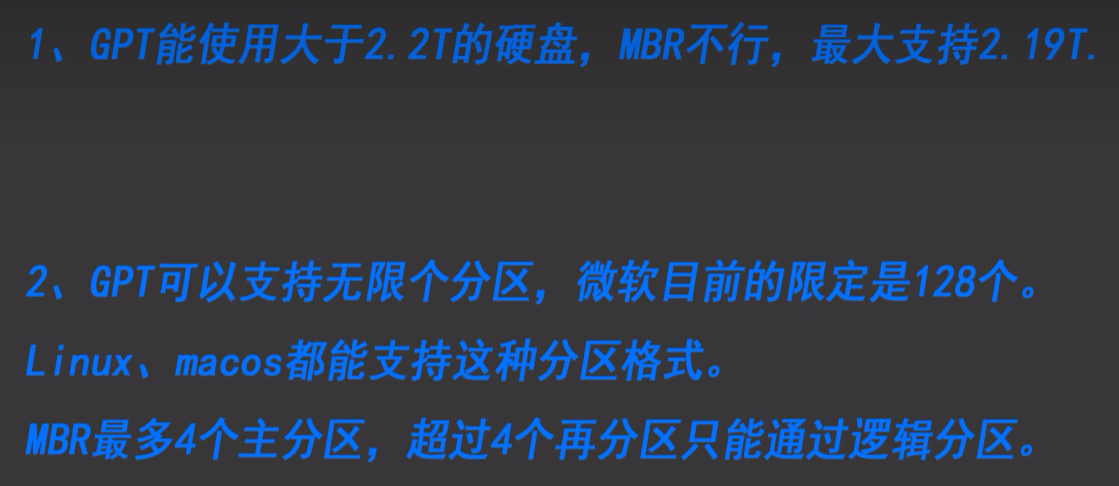 1、GPT能使用大于2.2T的硬盘，MBR不行，最大支持2.19T.
2、GPT可以支持无限个分区，微软目前的限定是128个。
Linux、macos都能支持这种分区格式。
MBR最多4个主分区，超过4个再分区只能通过逻辑分区。